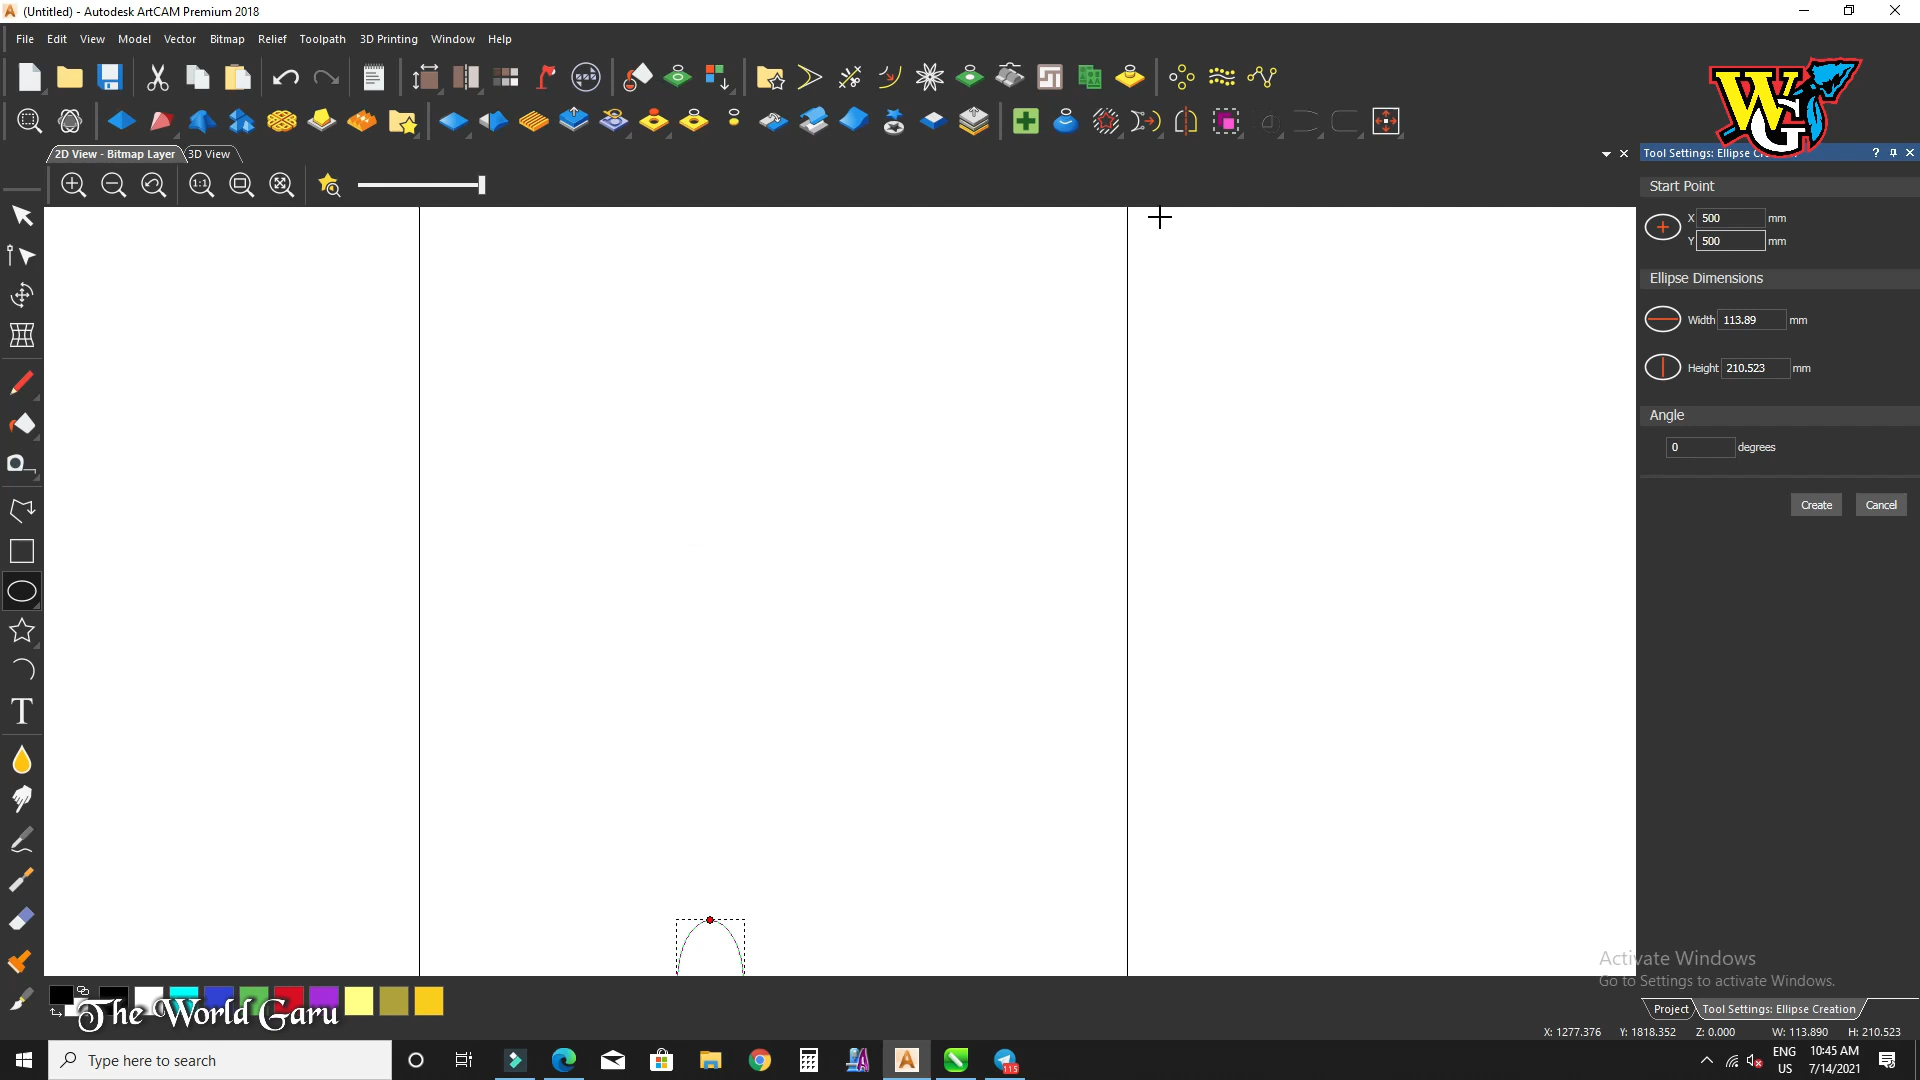 (Untitled) - Autodesk ArtCAM Premium 2018
File Edit View Model Vector Bitmap Relief Toolpath 3D Printing Window Help
WGS
2D View - Bitmap Layer 3D View
Tool Settings: Ellipse
1:1
Start Point
X 500 mm
Y 500 mm
Ellipse Dimensions
Width 113.89 mm
Height 210.523 mm
Angle
0 degrees
Create Cancel
T
Activate Windows
Go to Settings to activate Windows.
The World Garu
Project Tool Settings: Ellipse Creation
X: 1277.376 Y: 1818.352 Z: 0.000 W: 113.890 H: 210.523
Type here to search
115
ENG
US
10:45 AM
7/14/2021